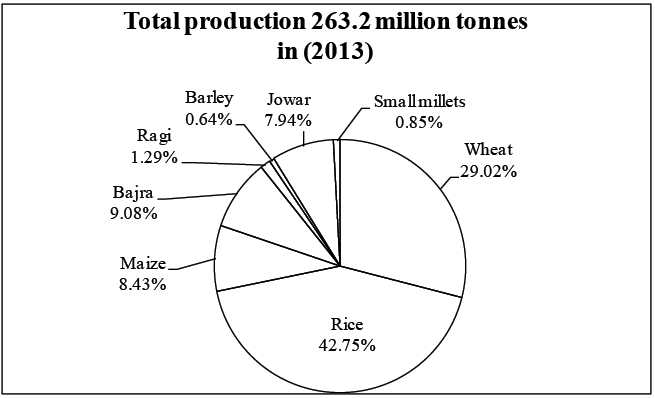 Total production 263.2 million tonnes
in (2013)
Barley
0.64%
Jowar
7.94%
Small millets
0.85%
Ragi
1.29%
Wheat
29.02%
Bajra
9.08%
Maize
8.43%
Rice
42.75%